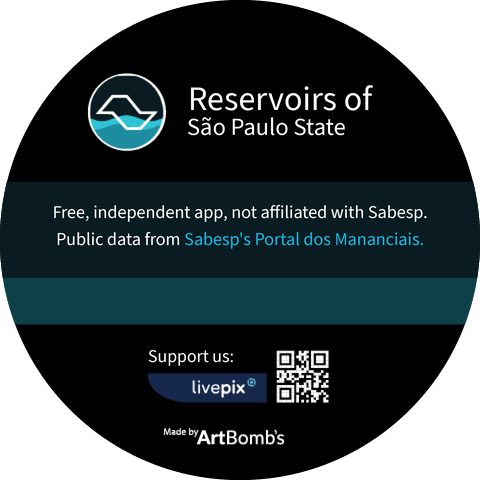 Reservoirs of
São Paulo State
Free, independent app, not affiliated with Sabesp.
Public data from Sabesp's Portal dos Mananciais.
Support us:
livepix
Made by ArtBomb's